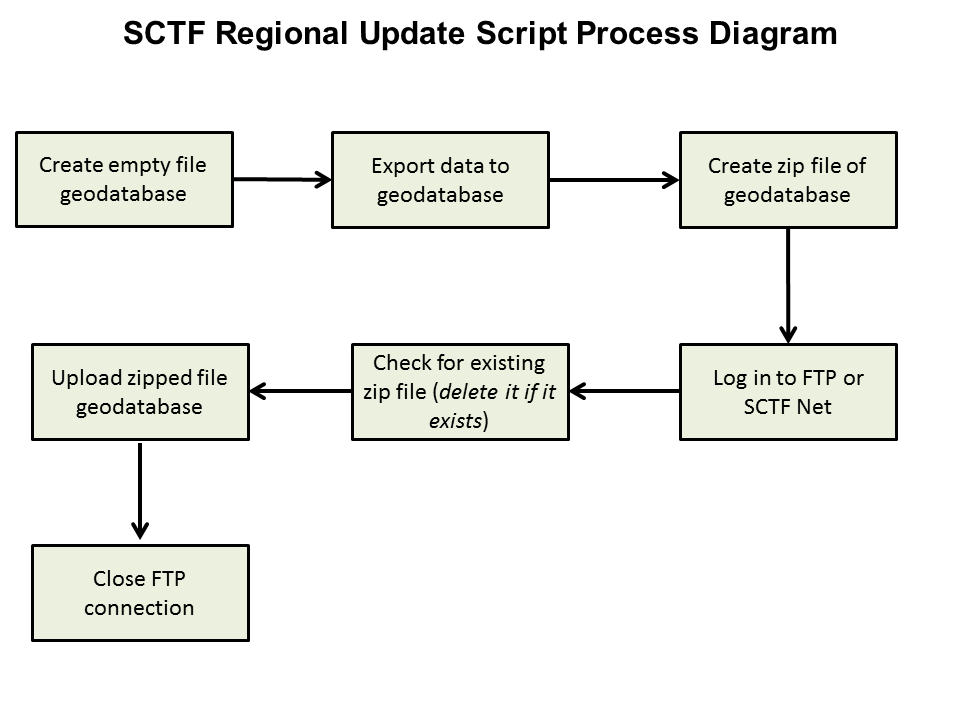 SCTF Regional Update Script Process Diagram
Create empty file
geodatabase
Export data to
geodatabase
Create zip file of
geodatabase
Log in to FTP or
SCTF Net
Check for existing
zip file (delete it if it
exists)
Upload zipped file
geodatabase
Close FTP
connection